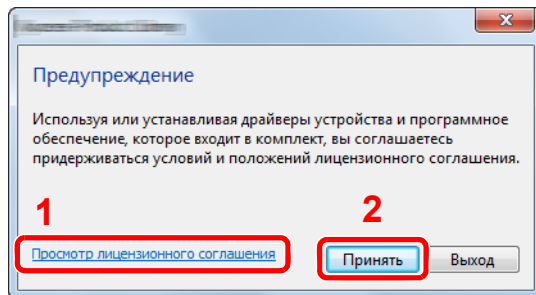 Предупреждение
Используя или устанавливая драйверы устройства и программное
обеспечение, которое входит в комплект, вы соглашаетесь
придерживаться условий и положений лицензионного соглашения.
1
2
Просмотр лицензионного соглашения
Принять
Выход